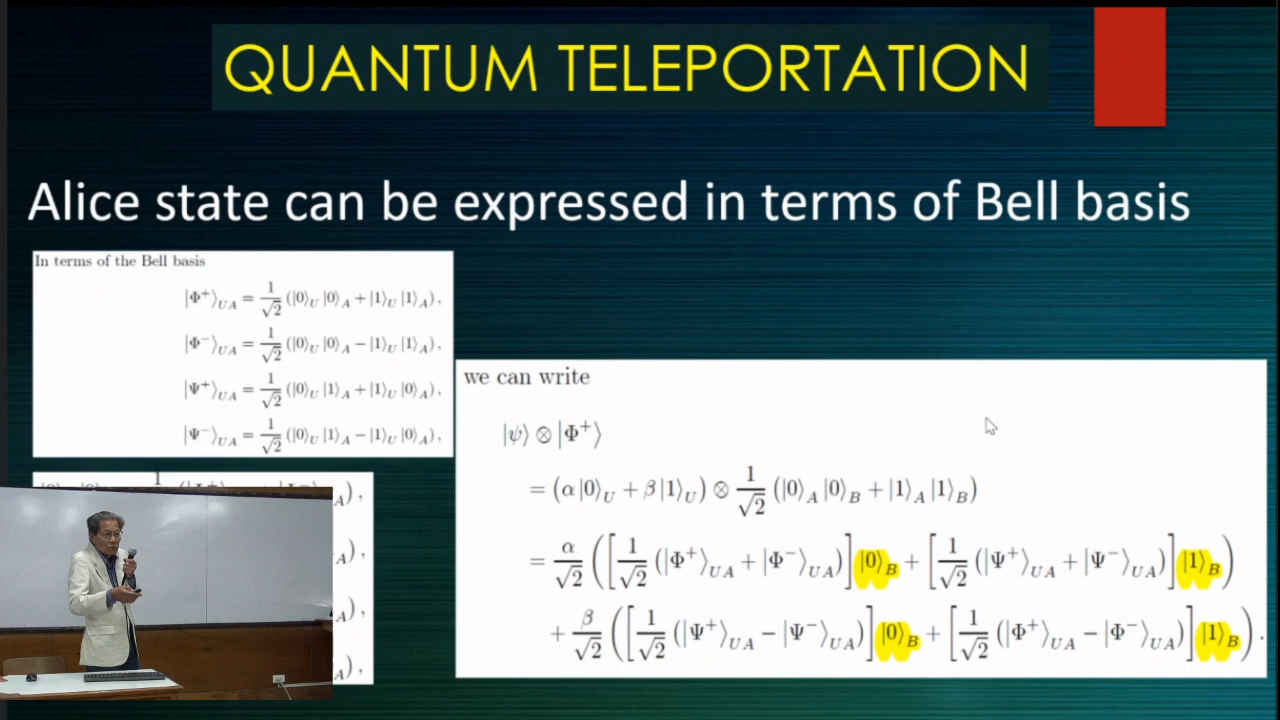 QUANTUM TELEPORTATION
Alice state can be expressed in terms of Bell basis
In terms of the Bell basis
|Φ⁺⟩_UA = 1/√2 (|0⟩_U |0⟩_A + |1⟩_U |1⟩_A),
|Φ⁻⟩_UA = 1/√2 (|0⟩_U |0⟩_A − |1⟩_U |1⟩_A),
|Ψ⁺⟩_UA = 1/√2 (|0⟩_U |1⟩_A + |1⟩_U |0⟩_A),
|Ψ⁻⟩_UA = 1/√2 (|0⟩_U |1⟩_A − |1⟩_U |0⟩_A),
we can write
|ψ⟩ ⊗ |Φ⁺⟩
= (α|0⟩_U + β|1⟩_U) ⊗ 1/√2 (|0⟩_A |0⟩_B + |1⟩_A |1⟩_B)
= α/√2 ([1/√2 (|Φ⁺⟩_UA + |Φ⁻⟩_UA)] |0⟩_B + [1/√2 (|Ψ⁺⟩_UA + |Ψ⁻⟩_UA)] |1⟩_B)
+ β/√2 ([1/√2 (|Ψ⁺⟩_UA − |Ψ⁻⟩_UA)] |0⟩_B + [1/√2 (|Φ⁺⟩_UA − |Φ⁻⟩_UA)] |1⟩_B).